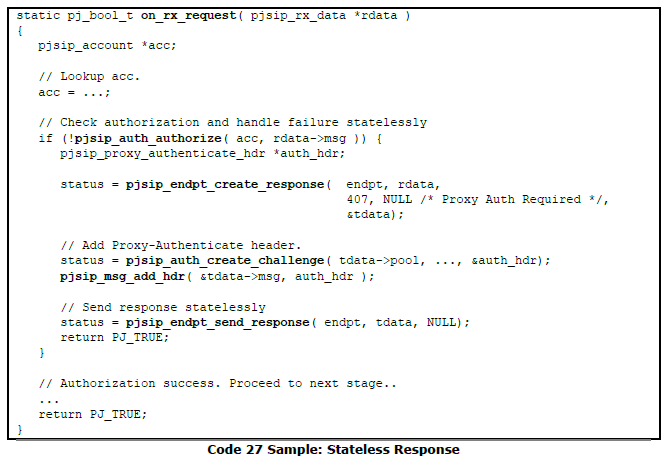 static pj_bool_t on_rx_request( pjsip_rx_data *rdata )
{
pjsip_account *acc;
// Lookup acc.
acc = ...;
// Check authorization and handle failure statelessly
if (!pjsip_auth_authorize( acc, rdata->msg )) {
pjsip_proxy_authenticate_hdr *auth_hdr;
status = pjsip_endpt_create_response( endpt, rdata,
407, NULL /* Proxy Auth Required */,
&tdata);
// Add Proxy-Authenticate header.
status = pjsip_auth_create_challenge( tdata->pool, ..., &auth_hdr);
pjsip_msg_add_hdr( &tdata->msg, auth_hdr );
// Send response statelessly
status = pjsip_endpt_send_response( endpt, tdata, NULL);
return PJ_TRUE;
}
// Authorization success. Proceed to next stage..
...
return PJ_TRUE;
}
Code 27 Sample: Stateless Response